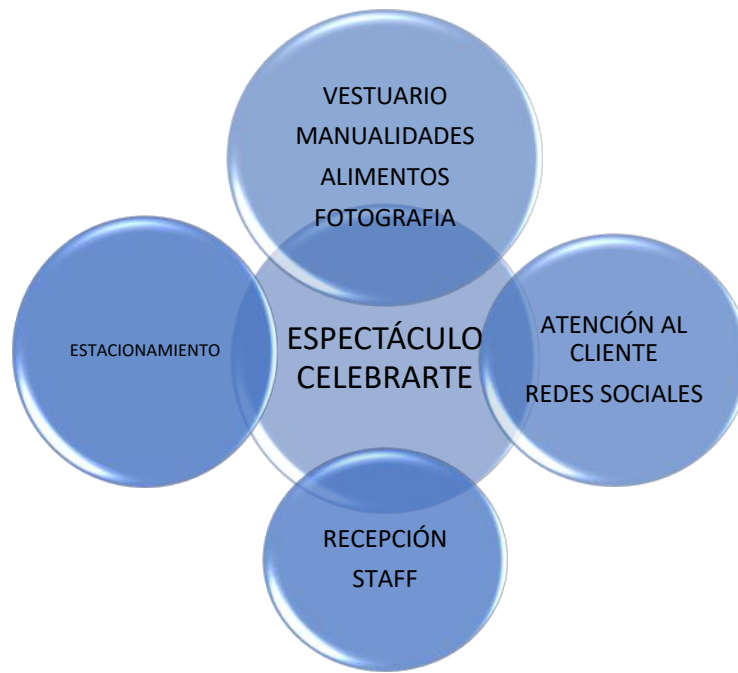 VESTUARIO
MANUALIDADES
ALIMENTOS
FOTOGRAFIA
ESTACIONAMIENTO
ESPECTÁCULO
CELEBRARTE
ATENCIÓN AL
CLIENTE
REDES SOCIALES
RECEPCIÓN
STAFF